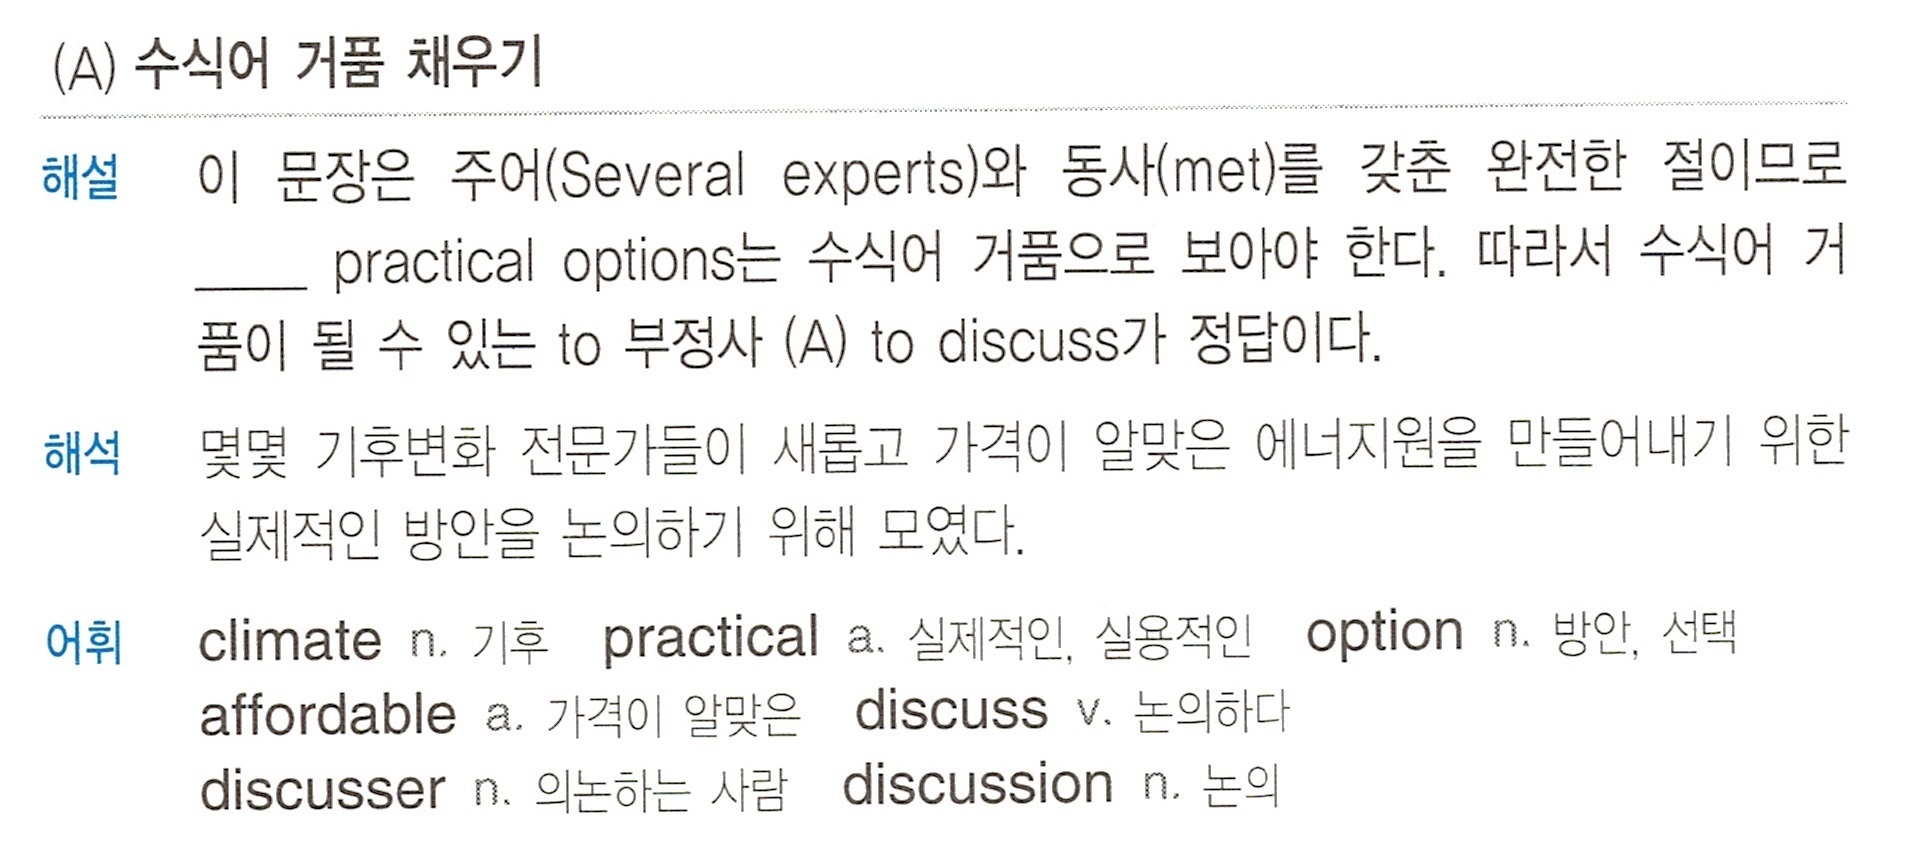 (A) 수식어 거품 채우기
해설 이 문장은 주어(Several experts)와 동사(met)를 갖춘 완전한 절이므로
____ practical options는 수식어 거품으로 보아야 한다. 따라서 수식어 거
품이 될 수 있는 to 부정사 (A) to discuss가 정답이다.
해석 몇몇 기후변화 전문가들이 새롭고 가격이 알맞은 에너지원을 만들어내기 위한
실제적인 방안을 논의하기 위해 모였다.
어휘 climate n. 기후 practical a. 실제적인, 실용적인 option n. 방안, 선택
affordable a. 가격이 알맞은 discuss v. 논의하다
discusser n. 의논하는 사람 discussion n. 논의